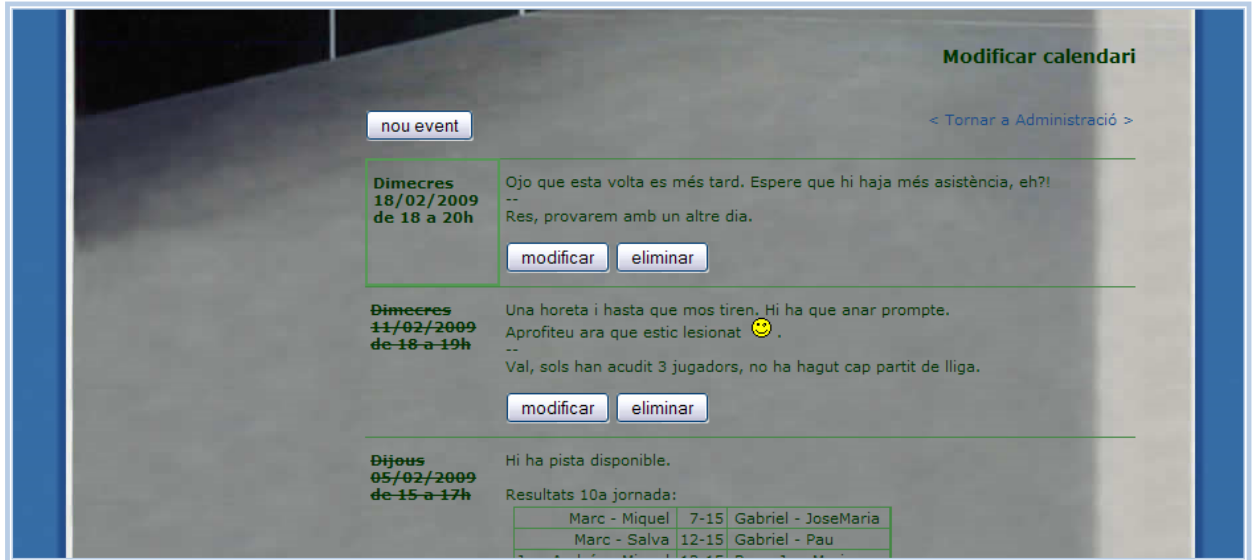 Modificar calendari
nou event
< Tornar a Administració >
Dimecres
18/02/2009
de 18 a 20h
Ojo que esta volta es més tard. Espere que hi haja més asistència, eh?!
--
Res, provarem amb un altre dia.
modificar eliminar
Dimecres
11/02/2009
de 18 a 19h
Una horeta i hasta que mos tiren. Hi ha que anar prompte.
Aprofiteu ara que estic lesionat .
--
Val, sols han acudit 3 jugadors, no ha hagut cap partit de lliga.
modificar eliminar
Dijous
05/02/2009
de 15 a 17h
Hi ha pista disponible.
Resultats 10a jornada:
Marc - Miquel 7-15 Gabriel - JoseMaria
Marc - Salva 12-15 Gabriel - Pau